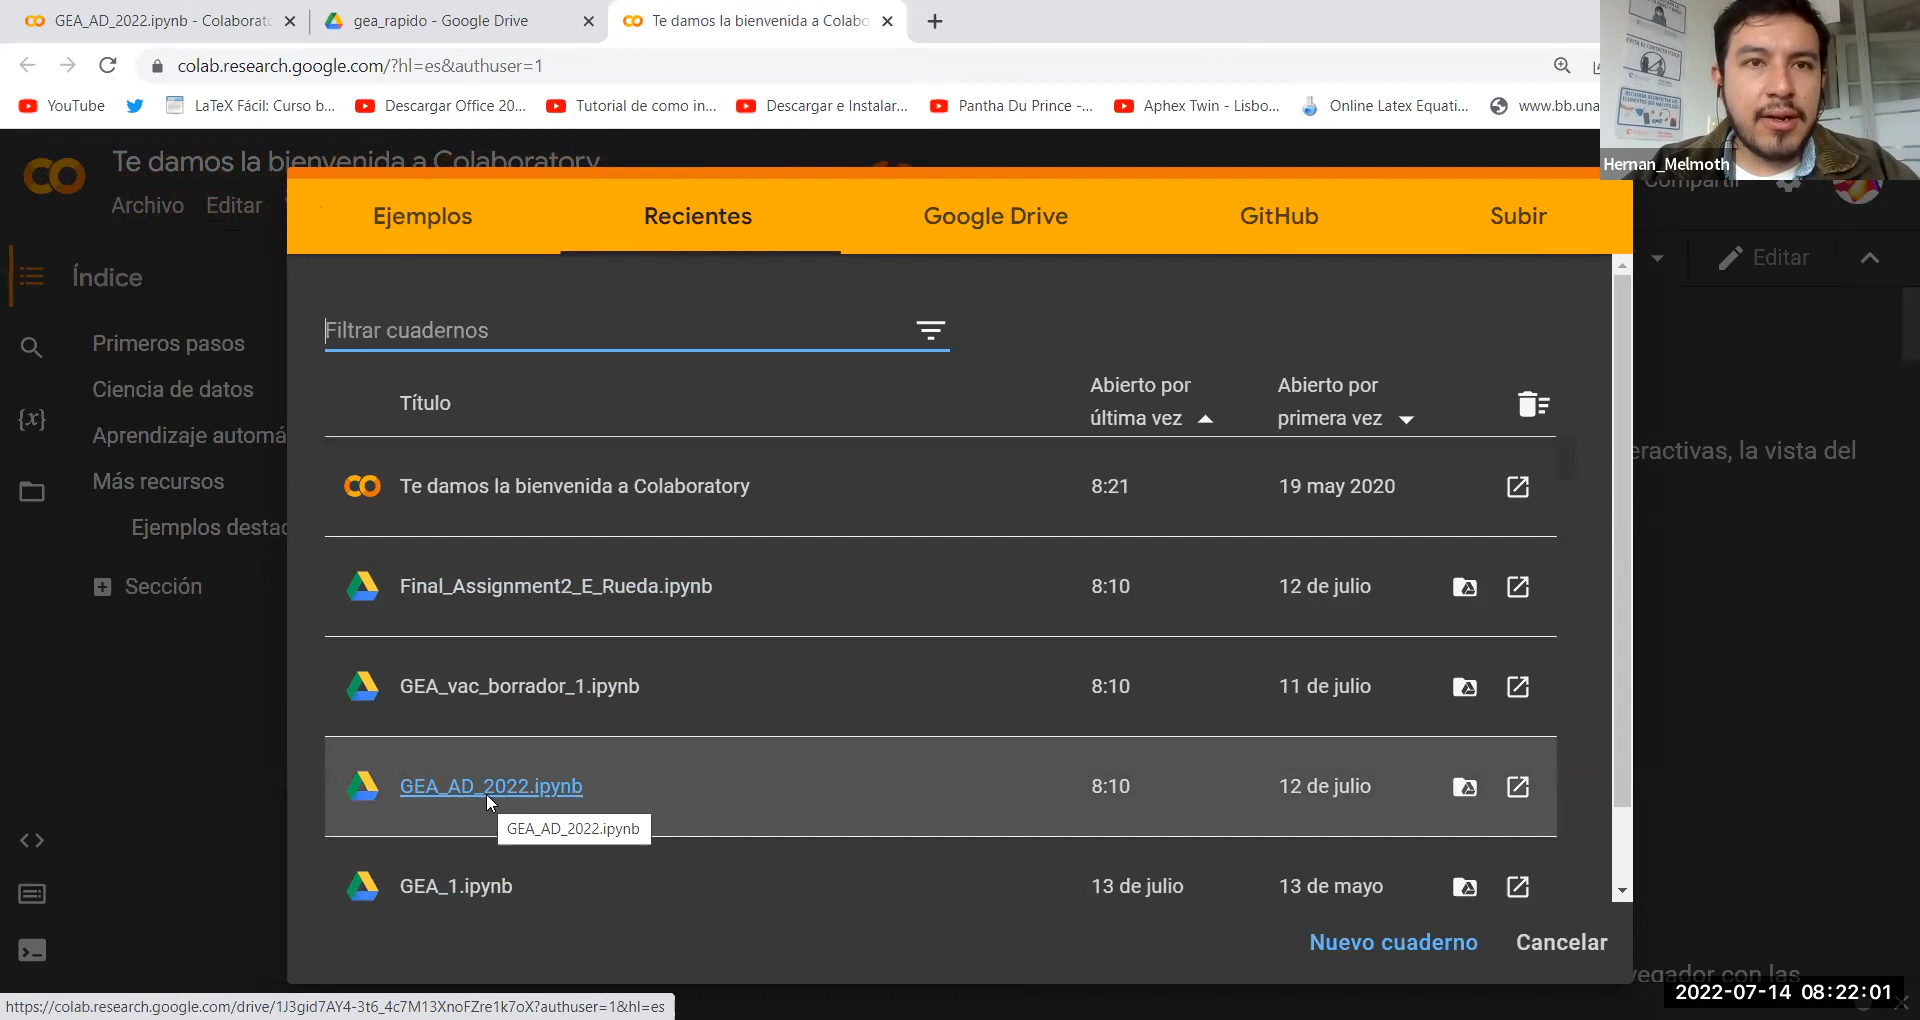 GEA_AD_2022.ipynb - Colaborato
gea_rapido - Google Drive
Te damos la bienvenida a Colabo
colab.research.google.com/?hl=es&authuser=1
YouTube
LaTeX Fácil: Curso b...
Descargar Office 20...
Tutorial de como in...
Descargar e Instalar...
Pantha Du Prince -...
Aphex Twin - Lisbo...
Online Latex Equati...
www.bb.una
Hernan_Melmoth
Te damos la bienvenida a Colaboratory
Archivo Editar
Compartir
Ejemplos
Recientes
Google Drive
GitHub
Subir
Editar
Índice
Primeros pasos
Ciencia de datos
Aprendizaje automá
Más recursos
Ejemplos destac
Sección
Filtrar cuadernos
Título
Abierto por
última vez
Abierto por
primera vez
Te damos la bienvenida a Colaboratory 8:21 19 may 2020
Final_Assignment2_E_Rueda.ipynb 8:10 12 de julio
GEA_vac_borrador_1.ipynb 8:10 11 de julio
GEA_AD_2022.ipynb 8:10 12 de julio
GEA_AD_2022.ipynb
GEA_1.ipynb 13 de julio 13 de mayo
eractivas, la vista del
Nuevo cuaderno
Cancelar
vegador con las
2022-07-14 08:22:01
https://colab.research.google.com/drive/1J3gid7AY4-3t6_4c7M13XnoFZre1k7oX?authuser=1&hl=es